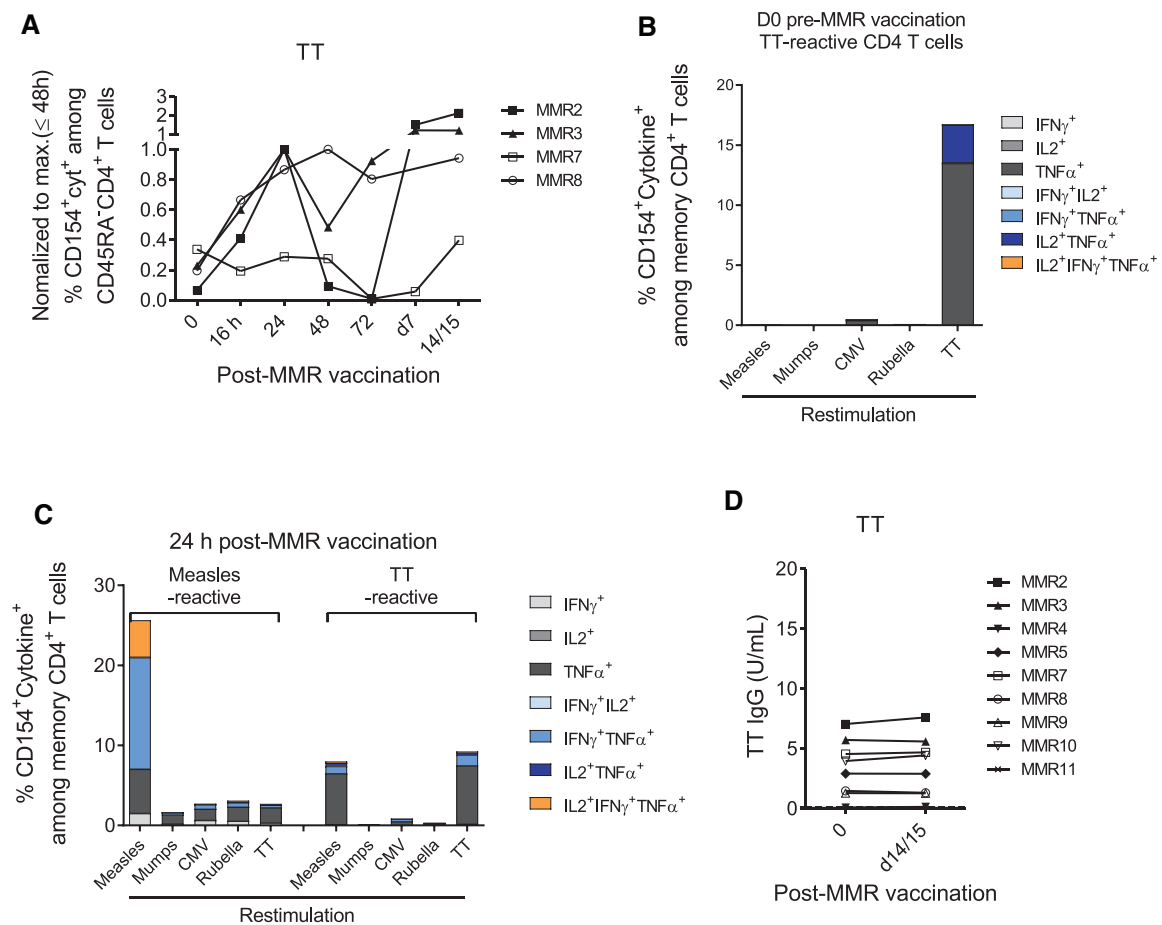 A
TT
Nomalized to max.(≤ 48h)
% CD154⁺cyt⁺ among
CD45RA⁻CD4⁺ T cells
3
2
1
1.0
0.8
0.6
0.4
0.2
0.0
0
16 h
24
48
72
d7
14/15
Post-MMR vaccination
MMR2
MMR3
MMR7
MMR8
B
D0 pre-MMR vaccination
TT-reactive CD4 T cells
% CD154⁺Cytokine⁺
among memory CD4⁺ T cells
20
15
10
5
0
Measles
Mumps
CMV
Rubella
TT
Restimulation
IFNγ⁺
IL2⁺
TNFα⁺
IFNγ⁺IL2⁺
IFNγ⁺TNFα⁺
IL2⁺TNFα⁺
IL2⁺IFNγ⁺TNFα⁺
C
24 h post-MMR vaccination
Measles
-reactive
TT
-reactive
% CD154⁺Cytokine⁺
among memory CD4⁺ T cells
30
20
10
0
Measles
Mumps
CMV
Rubella
TT
Measles
Mumps
CMV
Rubella
TT
Restimulation
IFNγ⁺
IL2⁺
TNFα⁺
IFNγ⁺IL2⁺
IFNγ⁺TNFα⁺
IL2⁺TNFα⁺
IL2⁺IFNγ⁺TNFα⁺
D
TT
TT IgG (U/mL)
20
15
10
5
0
0
d14/15
Post-MMR vaccination
MMR2
MMR3
MMR4
MMR5
MMR7
MMR8
MMR9
MMR10
MMR11